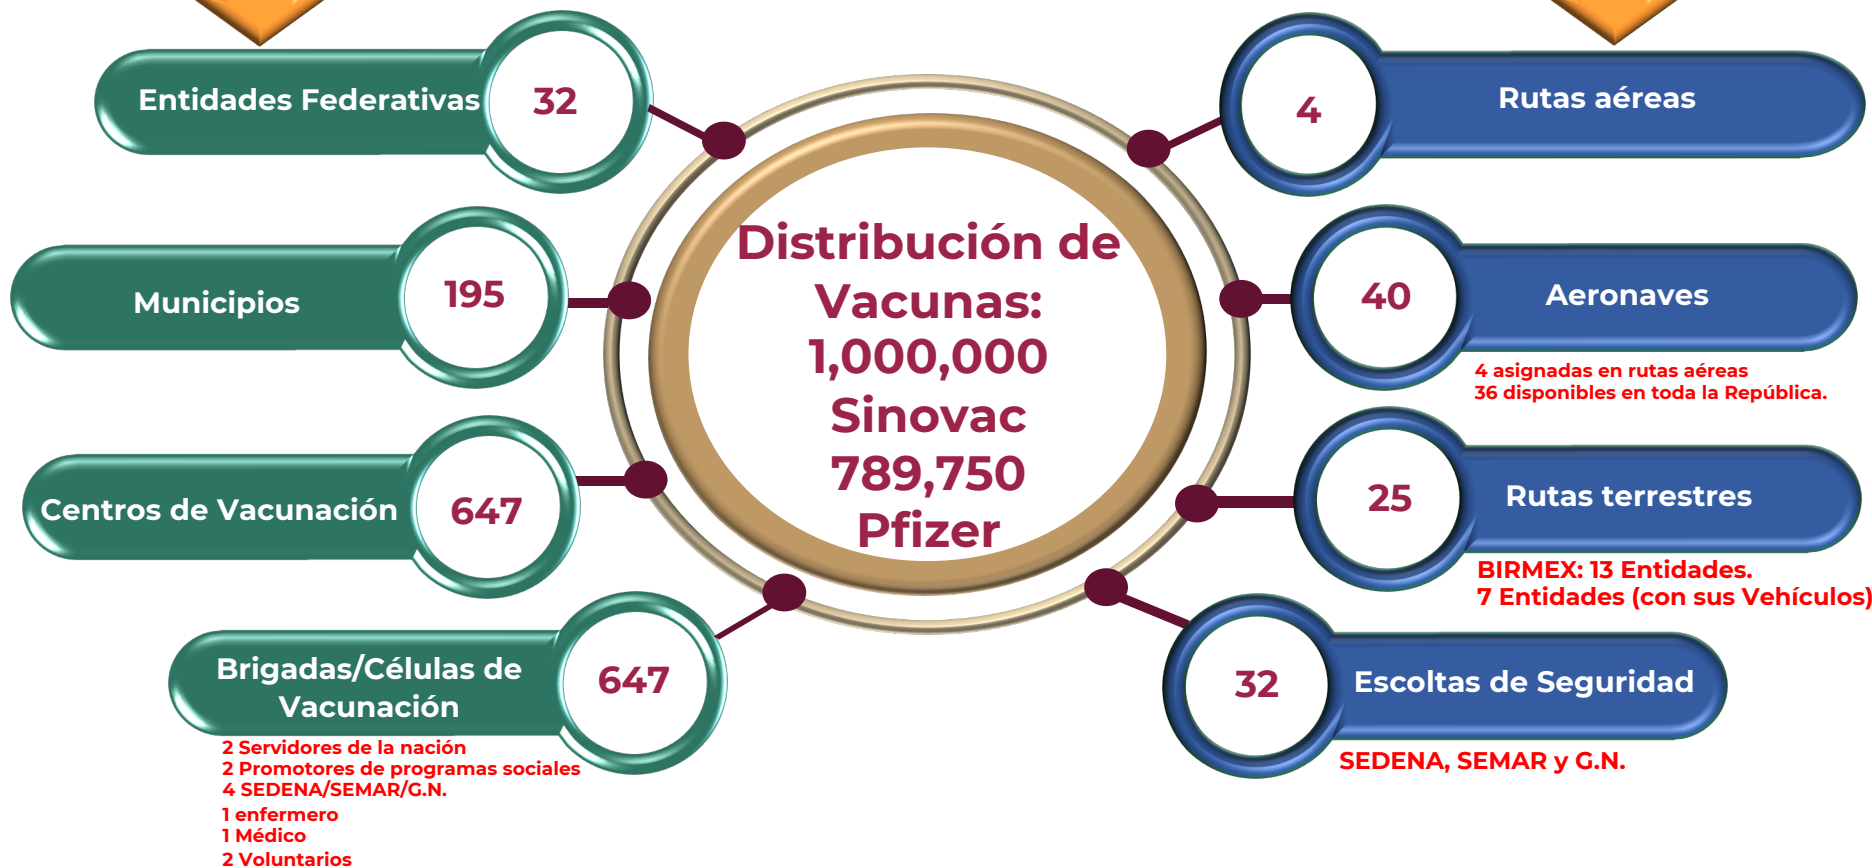 Entidades Federativas
32
Municipios
195
Centros de Vacunación
647
Brigadas/Células de
Vacunación
647
2 Servidores de la nación
2 Promotores de programas sociales
4 SEDENA/SEMAR/G.N.
1 enfermero
1 Médico
2 Voluntarios
Distribución de
Vacunas:
1,000,000
Sinovac
789,750
Pfizer
4
Rutas aéreas
40
Aeronaves
4 asignadas en rutas aéreas
36 disponibles en toda la República.
25
Rutas terrestres
BIRMEX: 13 Entidades.
7 Entidades (con sus Vehículos)
32
Escoltas de Seguridad
SEDENA, SEMAR y G.N.